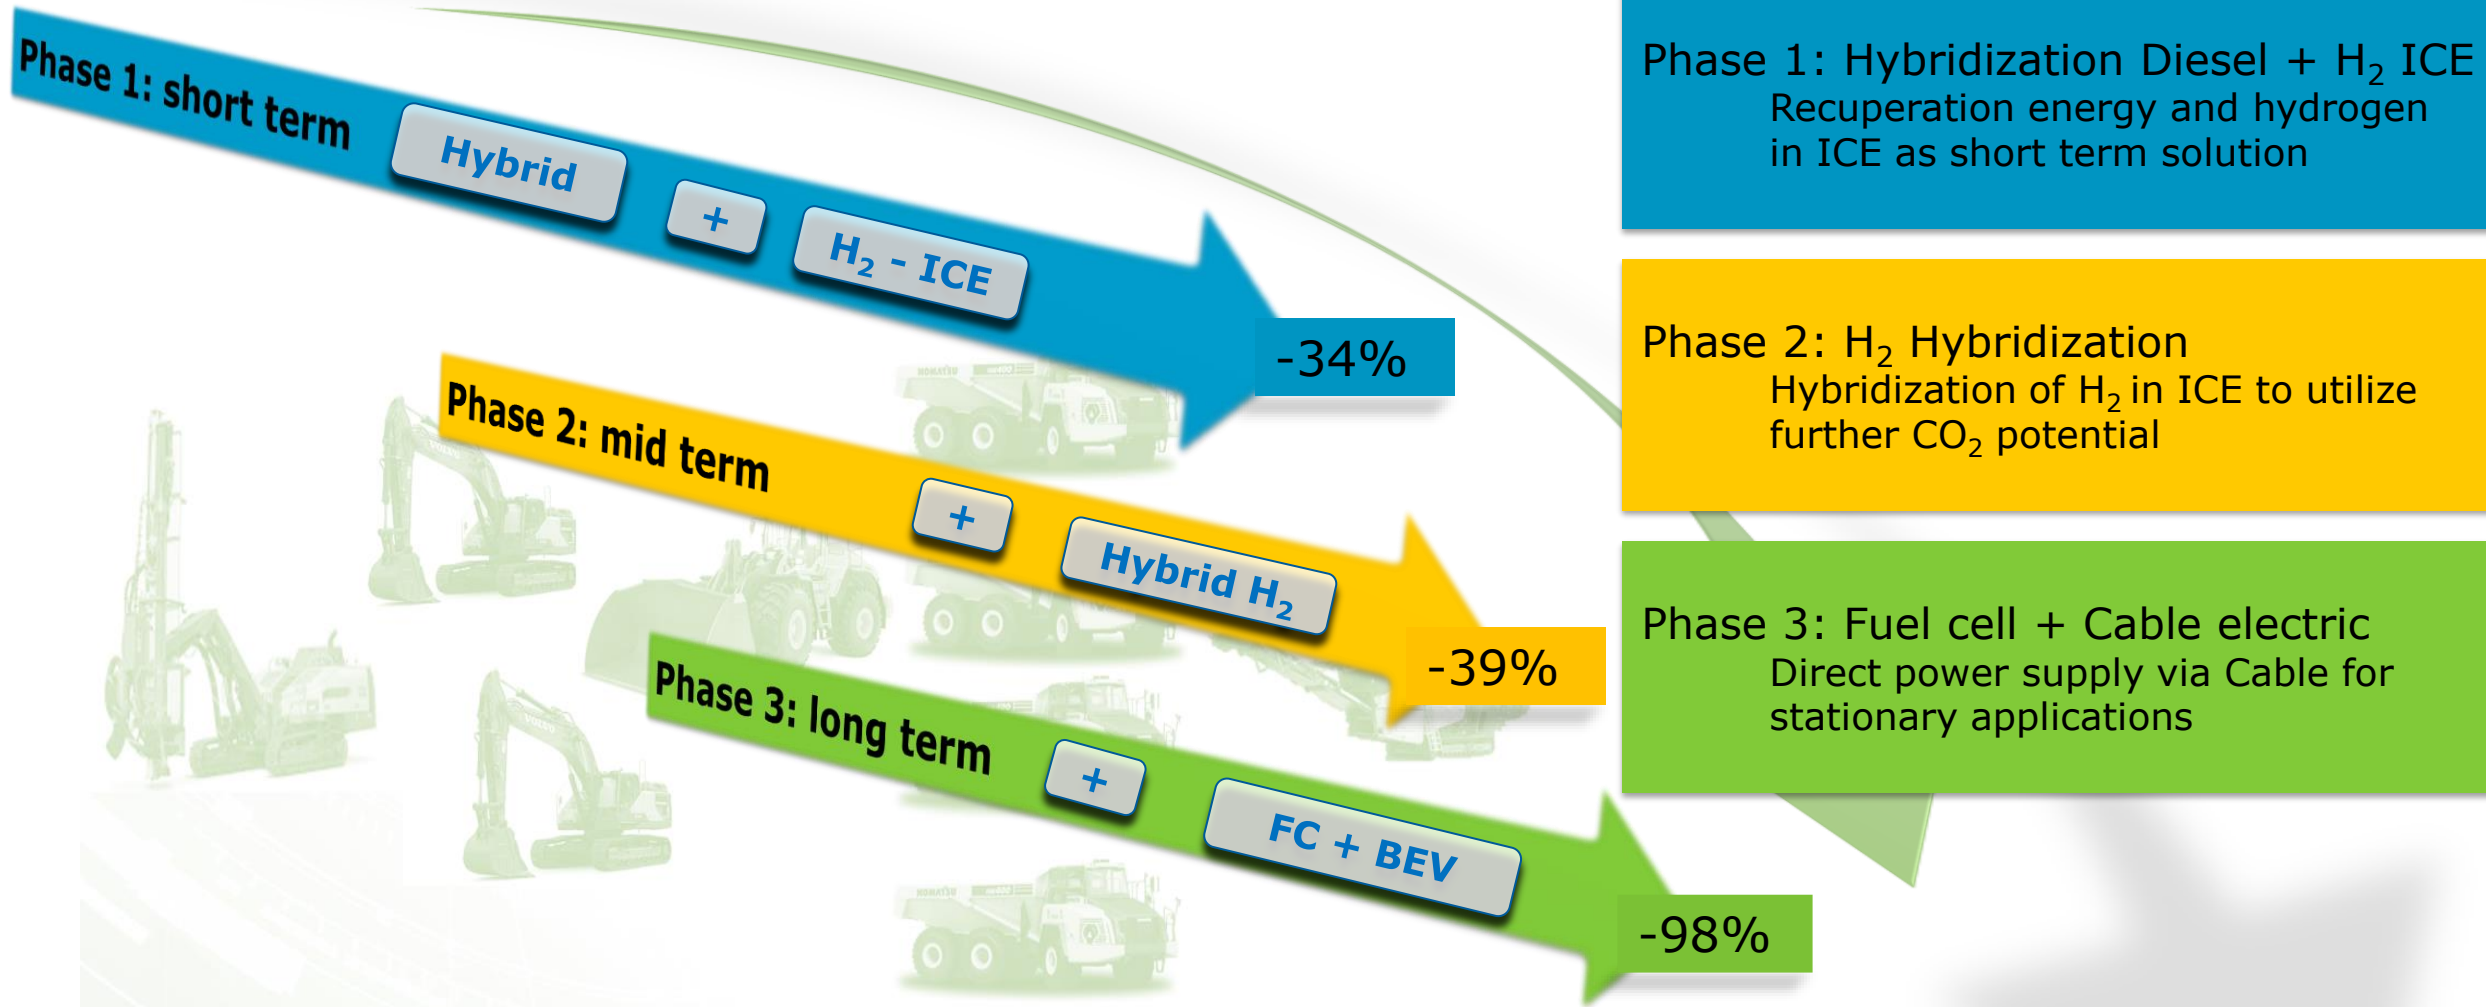 Phase 1: short term
Hybrid
+
H₂ - ICE
-34%
Phase 2: mid term
+
Hybrid H₂
-39%
Phase 3: long term
+
FC + BEV
-98%
Phase 1: Hybridization Diesel + H₂ ICE
Recuperation energy and hydrogen
in ICE as short term solution
Phase 2: H₂ Hybridization
Hybridization of H₂ in ICE to utilize
further CO₂ potential
Phase 3: Fuel cell + Cable electric
Direct power supply via Cable for
stationary applications
KOMATSU
KOMATSU